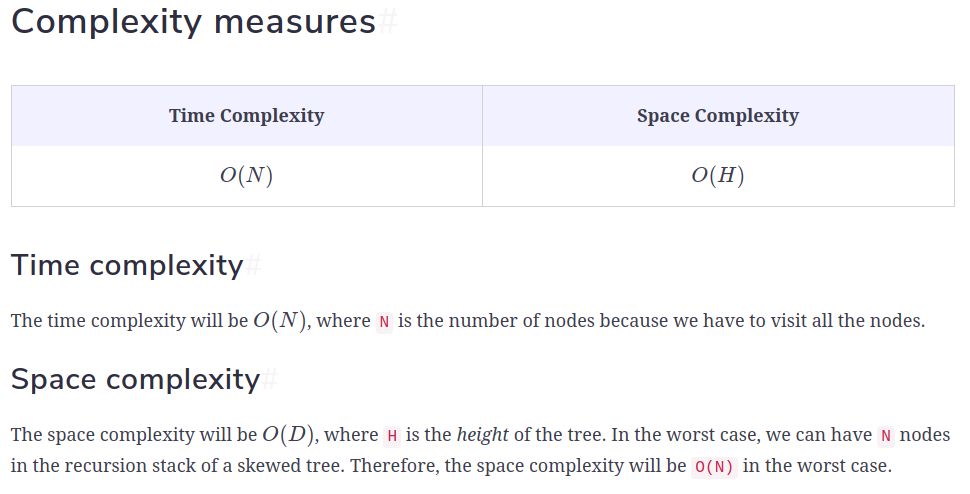 Complexity measures#
Time Complexity
Space Complexity
O(N)
O(H)
Time complexity#
The time complexity will be O(N), where N is the number of nodes because we have to visit all the nodes.
Space complexity#
The space complexity will be O(D), where H is the height of the tree. In the worst case, we can have N nodes
in the recursion stack of a skewed tree. Therefore, the space complexity will be O(N) in the worst case.